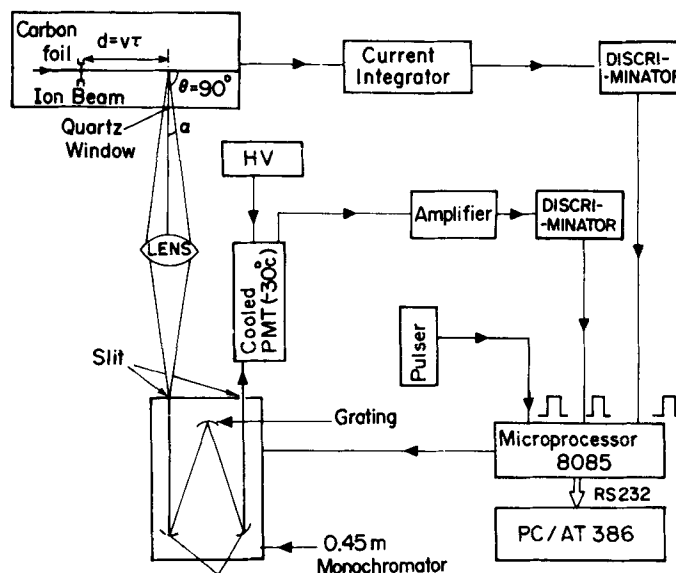 Carbon
foil
d=vτ
θ=90°
Ion Beam
Quartz
Window
α
Current
Integrator
DISCRI-
-MINATOR
HV
Amplifier
DISCRI-
-MINATOR
LENS
Cooled
PMT(-30°c)
Pulser
Slit
Grating
Microprocessor
8085
RS232
PC/AT 386
0.45m
Monochromator